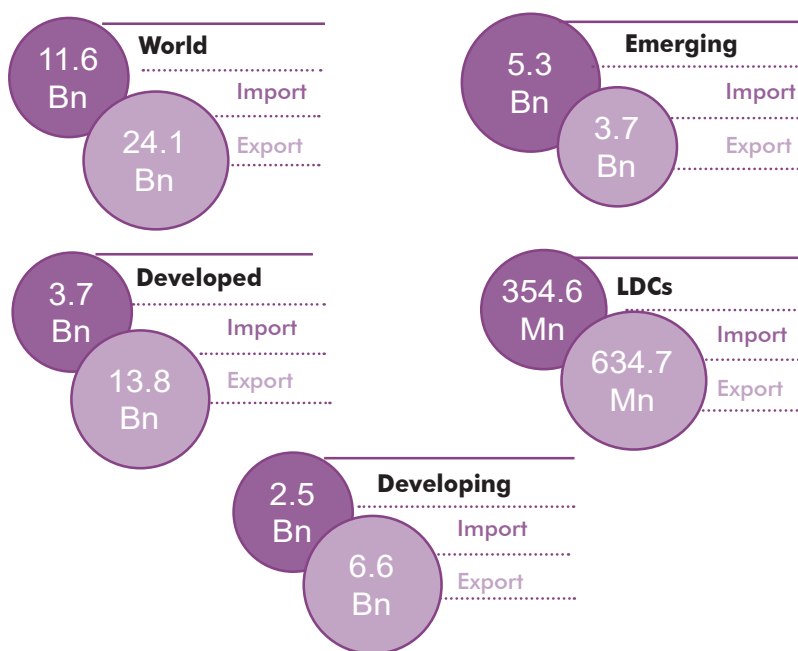 World
11.6
Bn
Import
24.1
Bn
Export
Emerging
5.3
Bn
Import
3.7
Bn
Export
Developed
3.7
Bn
Import
13.8
Bn
Export
LDCs
354.6
Mn
Import
634.7
Mn
Export
Developing
2.5
Bn
Import
6.6
Bn
Export